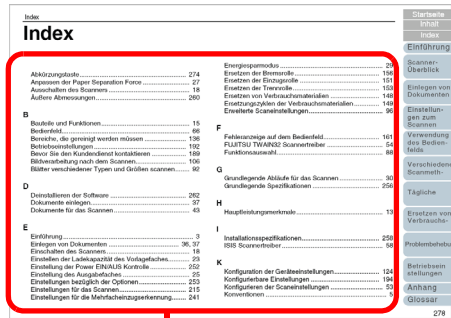 Index
Index
Abkürzungstaste 274
Anpassen der Paper Separation Force 27
Ausschalten des Scanners 18
Äußere Abmessungen 260
B
Bauteile und Funktionen 15
Bedienfeld 66
Bereiche, die gereinigt werden müssen 136
Betriebseinstellungen 192
Bevor Sie den Kundendienst kontaktieren 189
Bildverarbeitung nach dem Scannen 106
Blätter verschiedener Typen und Größen scannen 92
D
Deinstallieren der Software 262
Dokumente einlegen 37
Dokumente für das Scannen 43
E
Einführung 3
Einlegen von Dokumenten 36, 37
Einschalten des Scanners 18
Einstellen der Ladekapazität des Vorlagefaches 23
Einstellung der Power EIN/AUS Kontrolle 252
Einstellung des Ausgabefaches 25
Einstellungen bezüglich der Optionen 253
Einstellungen für das Scannen 215
Einstellungen für die Mehrfacheinzugserkennung 241
Energiesparmodus 29
Ersetzen der Bremsrolle 156
Ersetzen der Einzugsrolle 151
Ersetzen der Trennrolle 153
Ersetzen von Verbrauchsmaterialien 148
Ersetzungszyklen der Verbrauchsmaterialien 149
Erweiterte Scaneinstellungen 96
F
Fehleranzeige auf dem Bedienfeld 161
FUJITSU TWAIN32 Scannertreiber 54
Funktionsauswahl 88
G
Grundlegende Abläufe für das Scannen 30
Grundlegende Spezifikationen 256
H
Hauptleistungsmerkmale 13
I
Installationsspezifikationen 258
ISIS Scannertreiber 58
K
Konfiguration der Geräteeinstellungen 124
Konfigurierbare Einstellungen 194
Konfigurieren der Scaneinstellungen 53
Konventionen 5
Startseite
Inhalt
Index
Einführung
Scanner-
Überblick
Einlegen von
Dokumenten
Einstellun-
gen zum
Scannen
Verwendung
des Bedien-
felds
Verschiedene
Scanmeth-
Tägliche
Ersetzen von
Verbrauchs-
Problembehebu
Betriebsein
stellungen
Anhang
Glossar
278